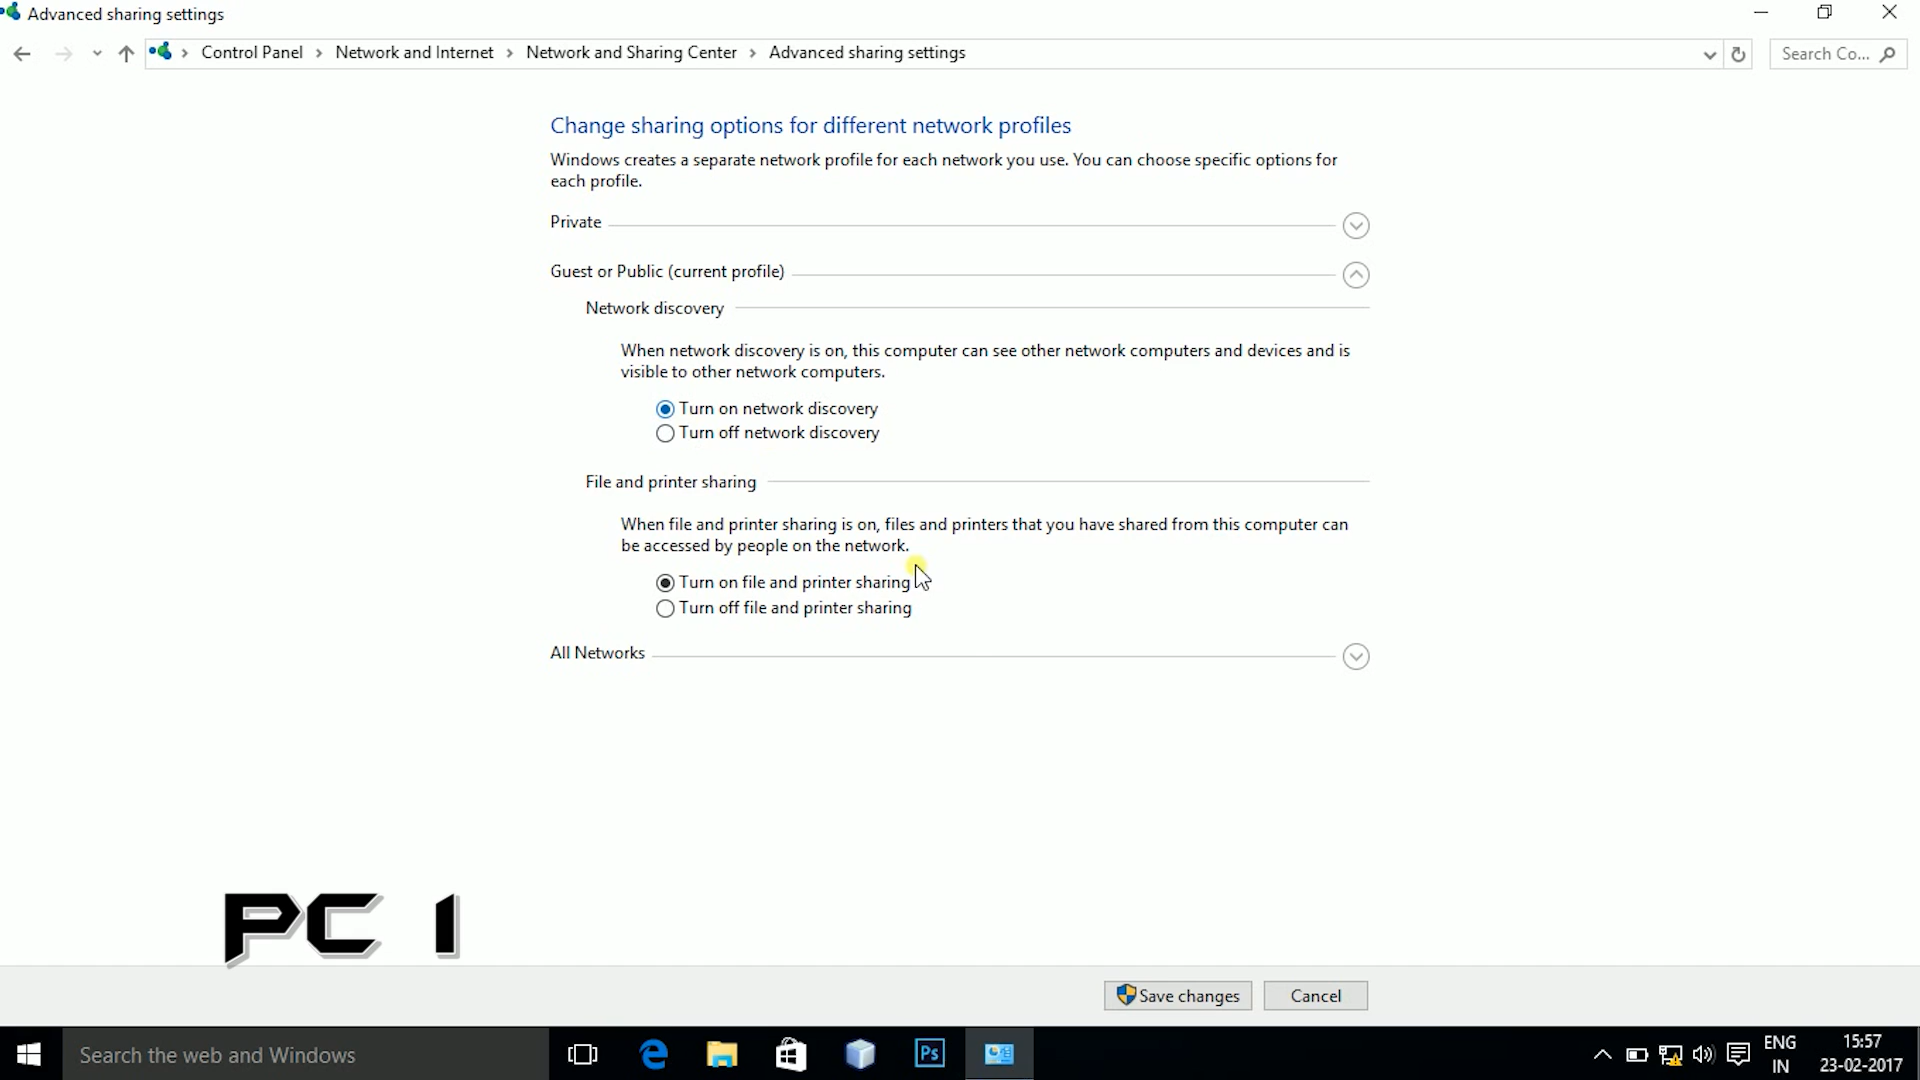 Advanced sharing settings
Control Panel > Network and Internet > Network and Sharing Center > Advanced sharing settings
Search Co...
Change sharing options for different network profiles
Windows creates a separate network profile for each network you use. You can choose specific options for
each profile.
Private
Guest or Public (current profile)
Network discovery
When network discovery is on, this computer can see other network computers and devices and is
visible to other network computers.
Turn on network discovery
Turn off network discovery
File and printer sharing
When file and printer sharing is on, files and printers that you have shared from this computer can
be accessed by people on the network.
Turn on file and printer sharing
Turn off file and printer sharing
All Networks
PC 1
Save changes
Cancel
Search the web and Windows
Ps
ENG
IN
15:57
23-02-2017